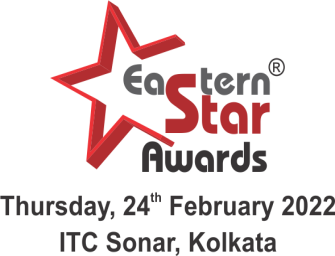 Eastern®
Star
Awards
Thursday, 24th February 2022
ITC Sonar, Kolkata